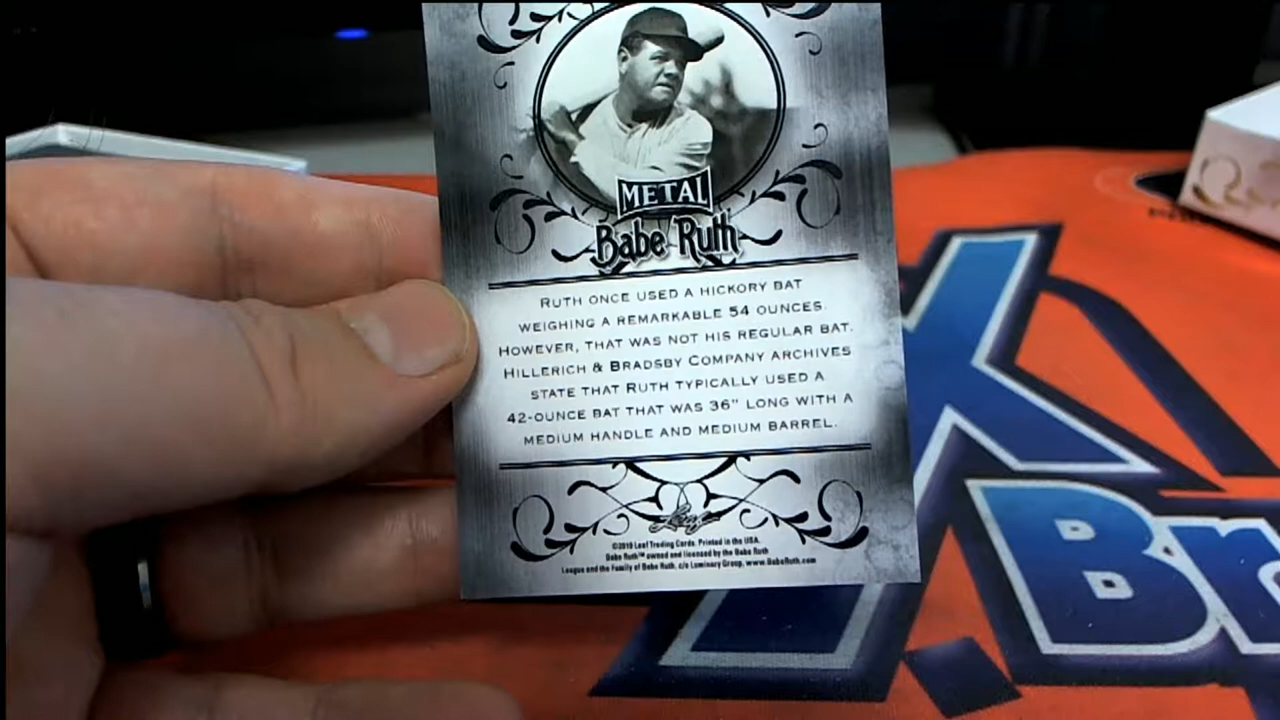 METAL
Babe Ruth
RUTH ONCE USED A HICKORY BAT
WEIGHING A REMARKABLE 54 OUNCES.
HOWEVER, THAT WAS NOT HIS REGULAR BAT.
HILLERICH & BRADSBY COMPANY ARCHIVES
STATE THAT RUTH TYPICALLY USED A
42-OUNCE BAT THAT WAS 36" LONG WITH A
MEDIUM HANDLE AND MEDIUM BARREL.
Leaf
©2019 Leaf Trading Cards. Printed in the USA.
Babe Ruth™ owned and licensed by the Babe Ruth
League and the Family of Babe Ruth, c/o Luminary Group, www.BabeRuth.com
X
Br